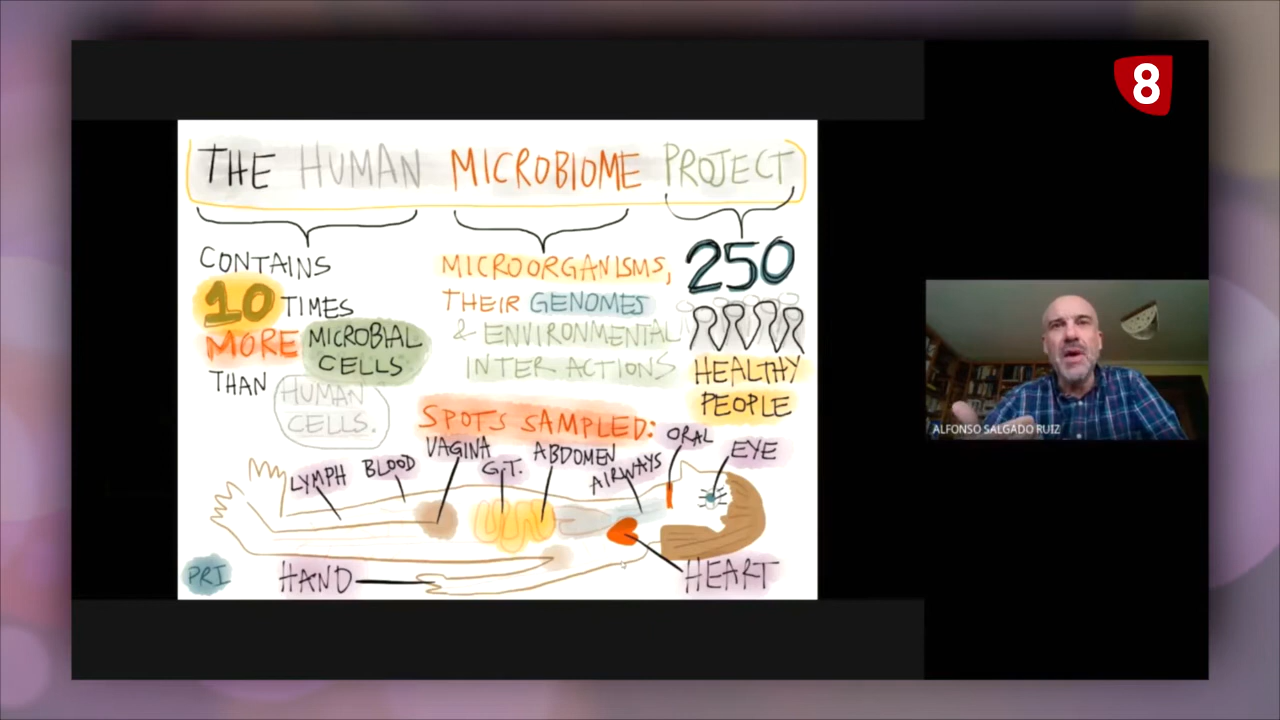 8
THE HUMAN MICROBIOME PROJECT
CONTAINS
10 TIMES
MORE MICROBIAL
CELLS
THAN HUMAN
CELLS.
MICROORGANISMS,
THEIR GENOMES
& ENVIRONMENTAL
INTERACTIONS
250
HEALTHY
PEOPLE
SPOTS SAMPLED:
LYMPH
BLOOD
VAGINA
G.T.
ABDOMEN
AIRWAYS
ORAL
EYE
PRI
HAND
HEART
ALFONSO SALGADO RUIZ